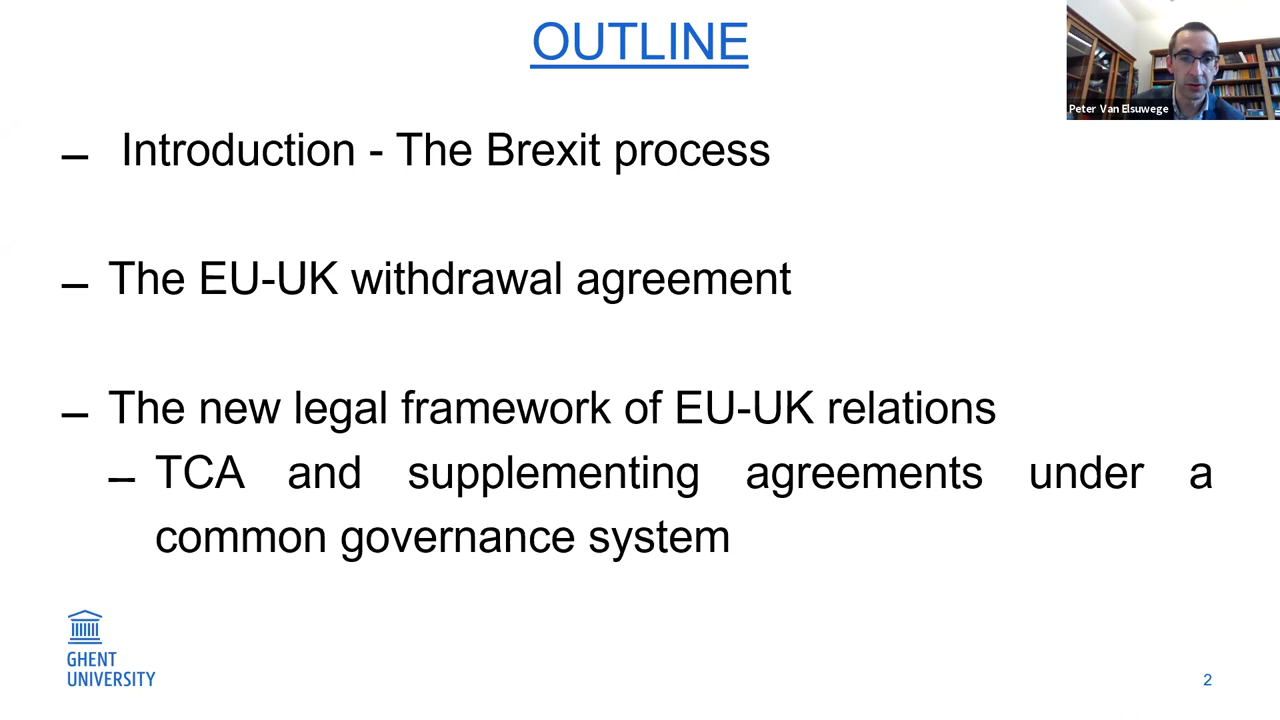 OUTLINE
Peter Van Elsuwege
– Introduction - The Brexit process
– The EU-UK withdrawal agreement
– The new legal framework of EU-UK relations
– TCA and supplementing agreements under a
common governance system
GHENT
UNIVERSITY
2